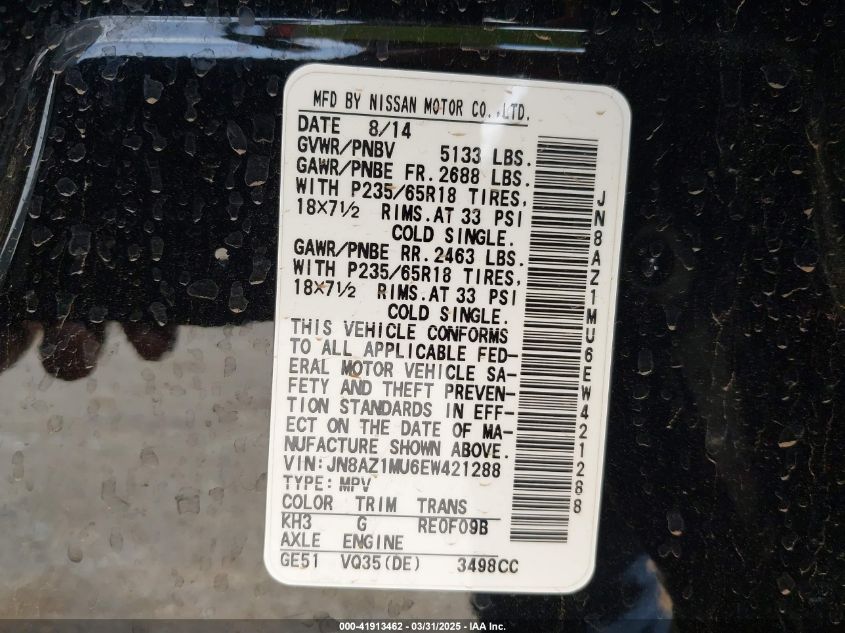 MFD BY NISSAN MOTOR CO.,LTD.
DATE 8/14
GVWR/PNBV 5133 LBS.
GAWR/PNBE FR. 2688 LBS.
WITH P235/65R18 TIRES,
18×7½ RIMS. AT 33 PSI
COLD SINGLE.
GAWR/PNBE RR. 2463 LBS.
WITH P235/65R18 TIRES,
18×7½ RIMS. AT 33 PSI
COLD SINGLE.
THIS VEHICLE CONFORMS
TO ALL APPLICABLE FED-
ERAL MOTOR VEHICLE SA-
FETY AND THEFT PREVEN-
TION STANDARDS IN EFF-
ECT ON THE DATE OF MA-
NUFACTURE SHOWN ABOVE.
VIN:JN8AZ1MU6EW421288
TYPE: MPV
COLOR TRIM TRANS
KH3 G RE0F09B
AXLE ENGINE
GE51 VQ35(DE) 3498CC
JN8AZ1MU6EW421288
000-41913462 - 03/31/2025 - IAA Inc.